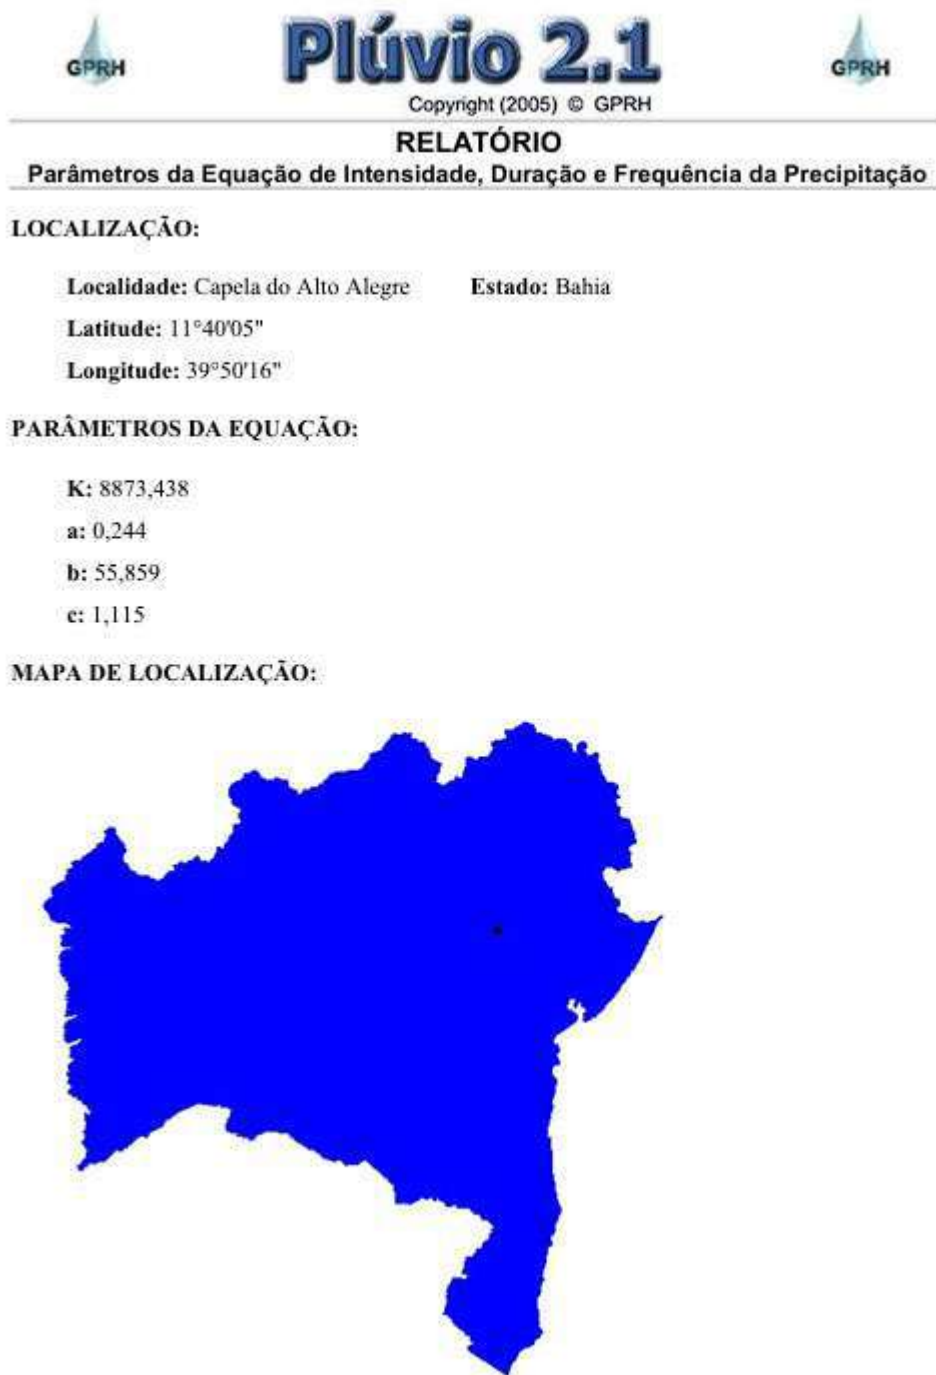 GPRH
Plúvio 2.1
GPRH
Copyright (2005) © GPRH
RELATÓRIO
Parâmetros da Equação de Intensidade, Duração e Frequência da Precipitação
LOCALIZAÇÃO:
Localidade: Capela do Alto Alegre Estado: Bahia
Latitude: 11°40'05"
Longitude: 39°50'16"
PARÂMETROS DA EQUAÇÃO:
K: 8873,438
a: 0,244
b: 55,859
c: 1,115
MAPA DE LOCALIZAÇÃO: